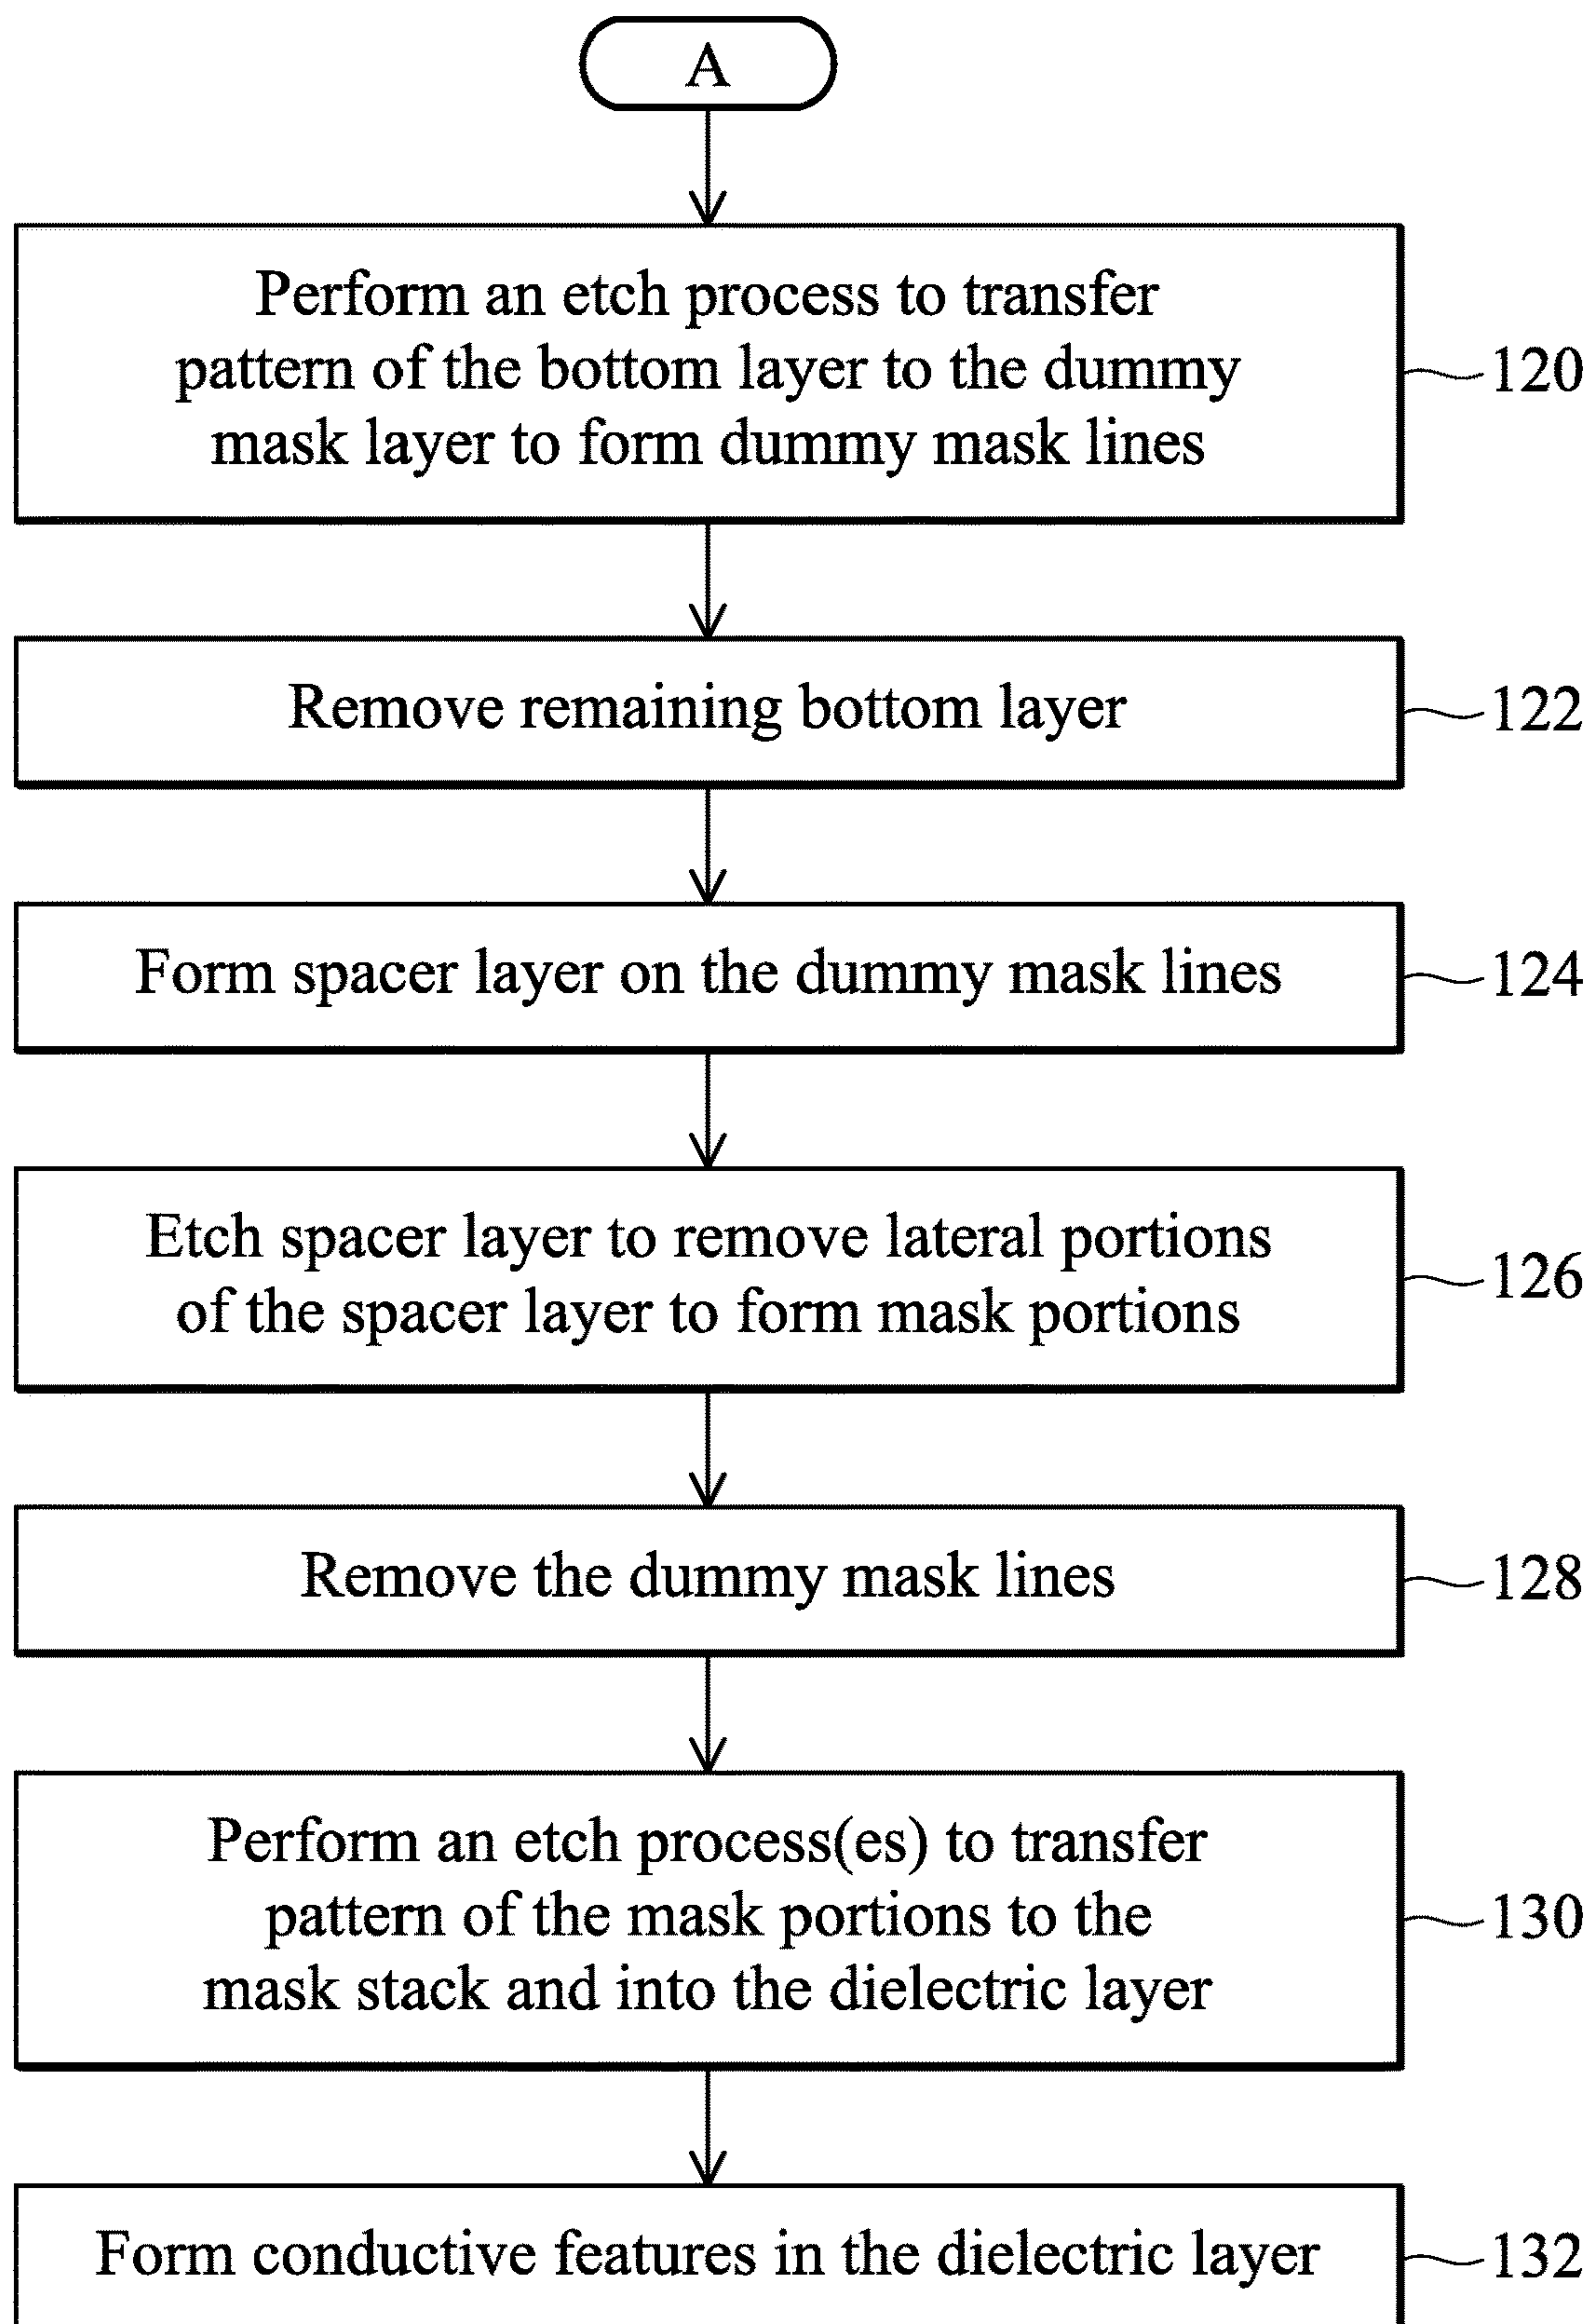 A
Perform an etch process to transfer
pattern of the bottom layer to the dummy
mask layer to form dummy mask lines
120
Remove remaining bottom layer
122
Form spacer layer on the dummy mask lines
124
Etch spacer layer to remove lateral portions
of the spacer layer to form mask portions
126
Remove the dummy mask lines
128
Perform an etch process(es) to transfer
pattern of the mask portions to the
mask stack and into the dielectric layer
130
Form conductive features in the dielectric layer
132